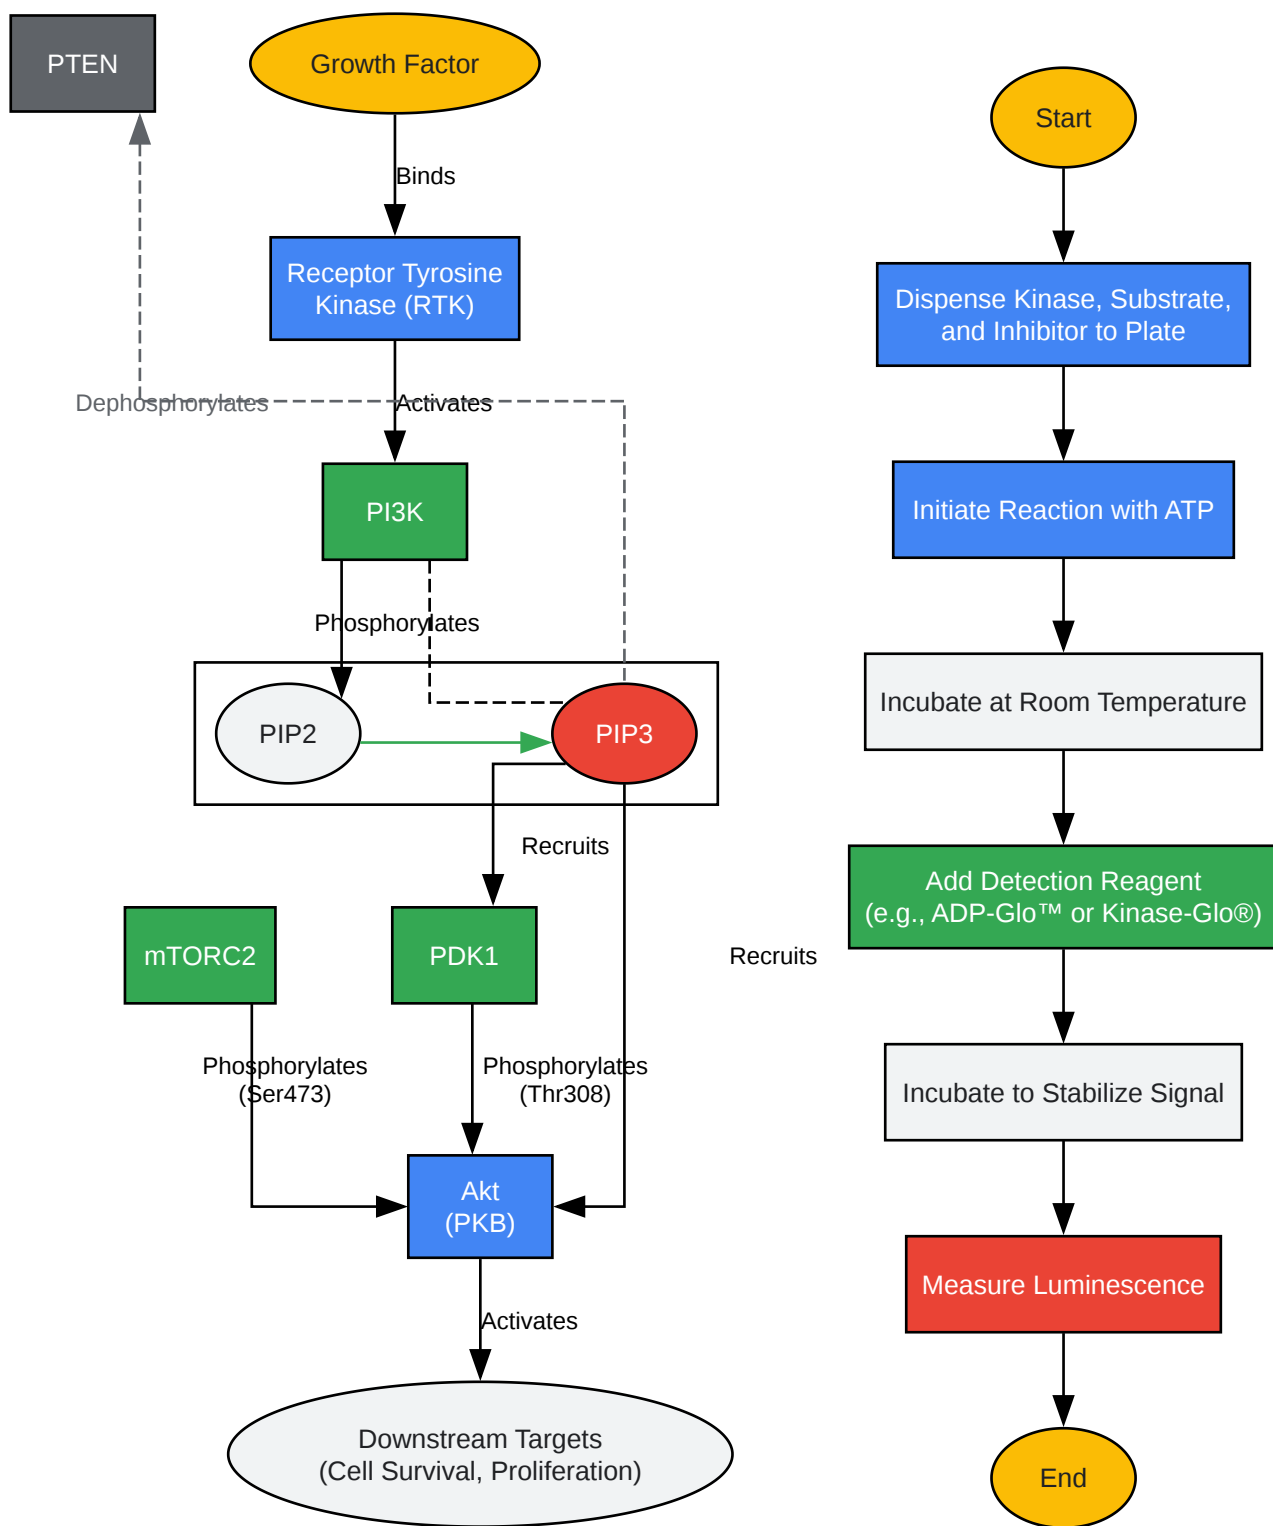 PTEN
Growth Factor
Binds
Receptor Tyrosine
Kinase (RTK)
Dephosphorylates
Activates
PI3K
Phosphorylates
PIP2
PIP3
Recruits
mTORC2
PDK1
Recruits
Phosphorylates
(Ser473)
Phosphorylates
(Thr308)
Akt
(PKB)
Activates
Downstream Targets
(Cell Survival, Proliferation)
Start
Dispense Kinase, Substrate,
and Inhibitor to Plate
Initiate Reaction with ATP
Incubate at Room Temperature
Add Detection Reagent
(e.g., ADP-Glo™ or Kinase-Glo®)
Incubate to Stabilize Signal
Measure Luminescence
End